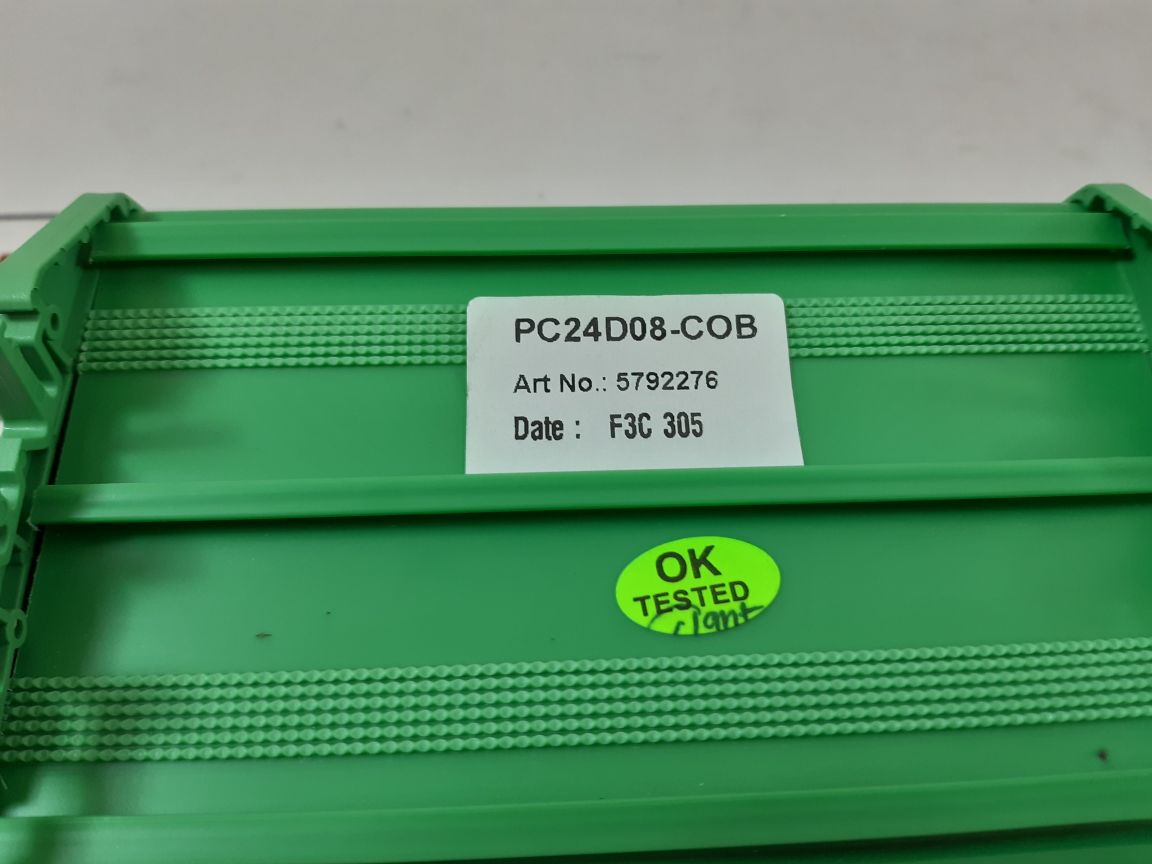 PC24D08-COB
Art No.: 5792276
Date : F3C 305
OK
TESTED